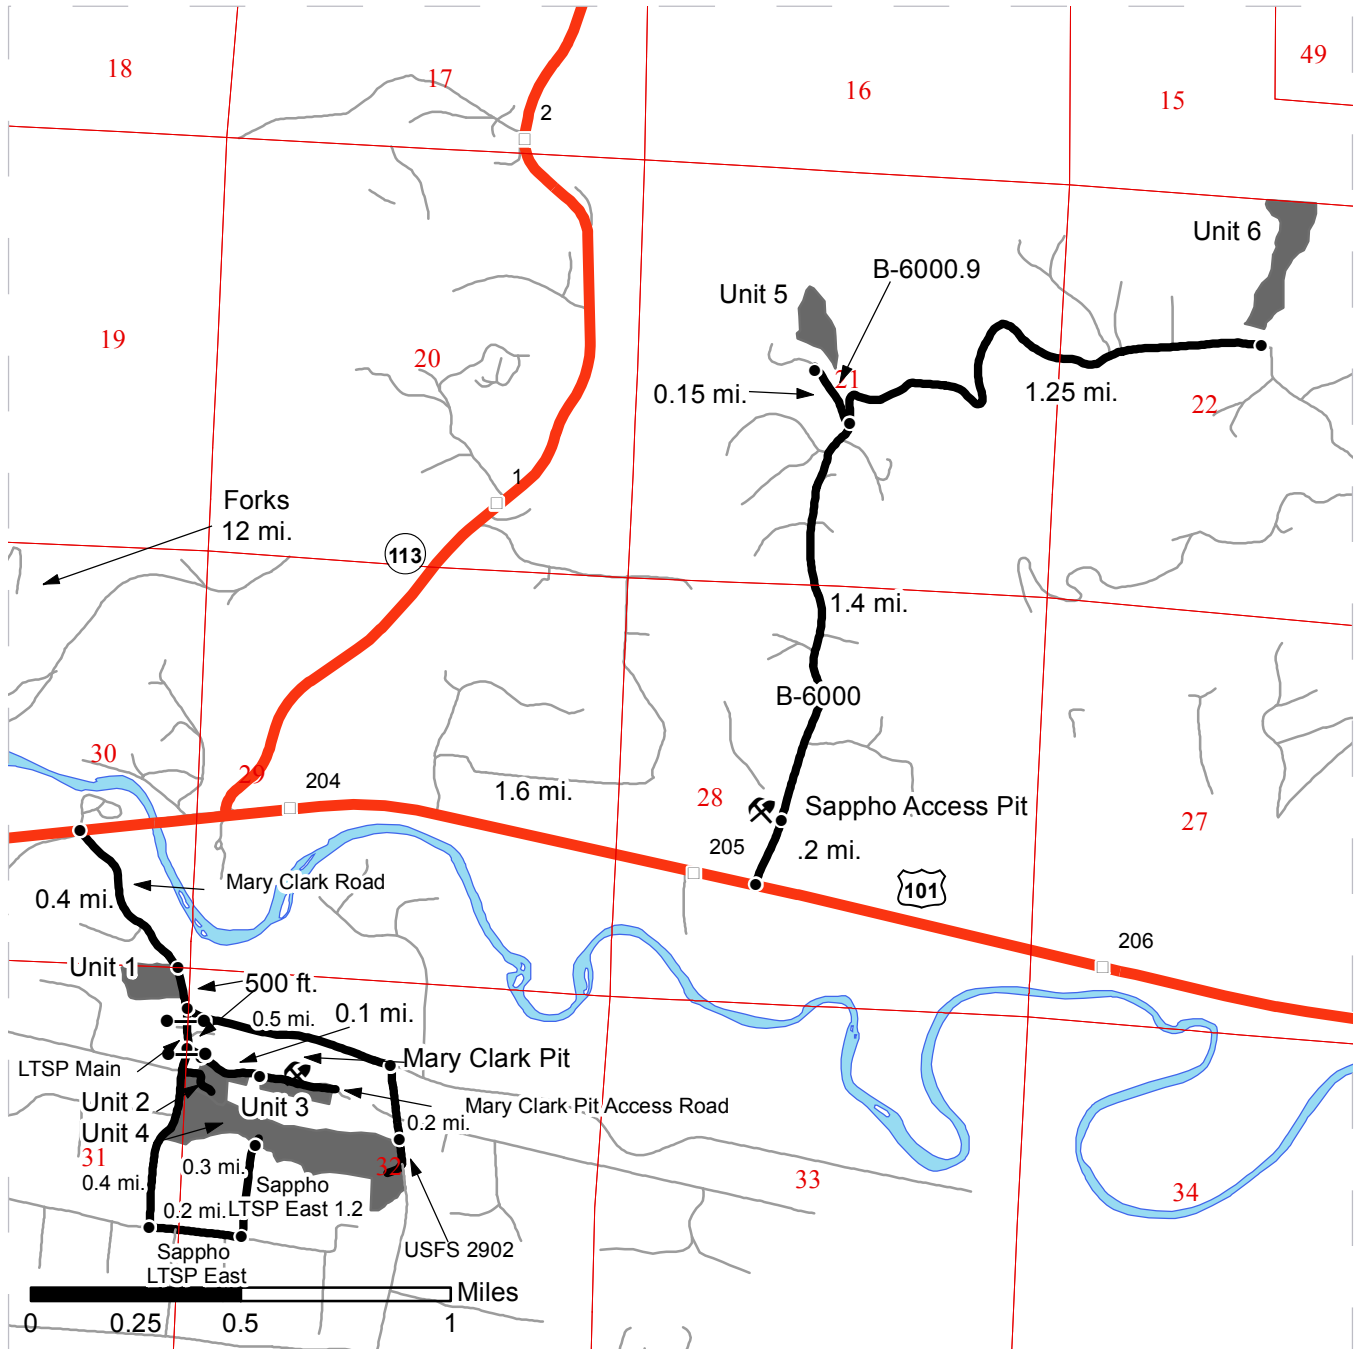 18
17
16
15
49
2
Unit 6
B-6000.9
Unit 5
19
20
21
0.15 mi.
1.25 mi.
22
1
Forks
12 mi.
113
1.4 mi.
B-6000
30
29
204
1.6 mi.
28
Sappho Access Pit
27
205
.2 mi.
Mary Clark Road
101
0.4 mi.
206
Unit 1
500 ft.
0.5 mi.
0.1 mi.
LTSP Main
Mary Clark Pit
Unit 2
Unit 3
Mary Clark Pit Access Road
Unit 4
0.2 mi.
31
0.3 mi.
32
33
0.4 mi.
Sappho
LTSP East 1.2
34
0.2 mi.
Sappho
LTSP East
USFS 2902
Miles
0
0.25
0.5
1